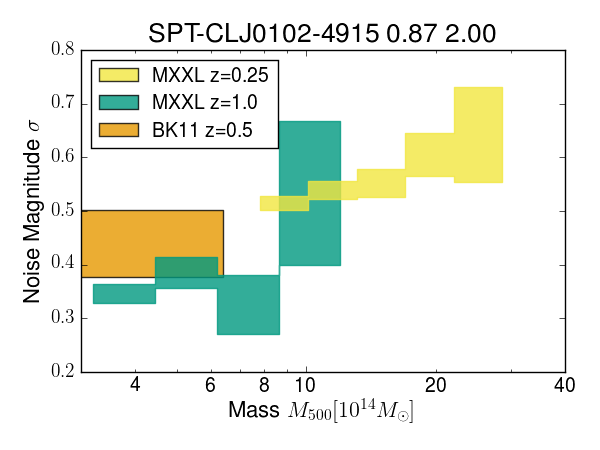 SPT-CLJ0102-4915 0.87 2.00
0.8
0.7
0.6
0.5
0.4
0.3
0.2
Noise Magnitude σ
MXXL z=0.25
MXXL z=1.0
BK11 z=0.5
4 6 8 10 20 40
Mass M₅₀₀[10¹⁴M☉]